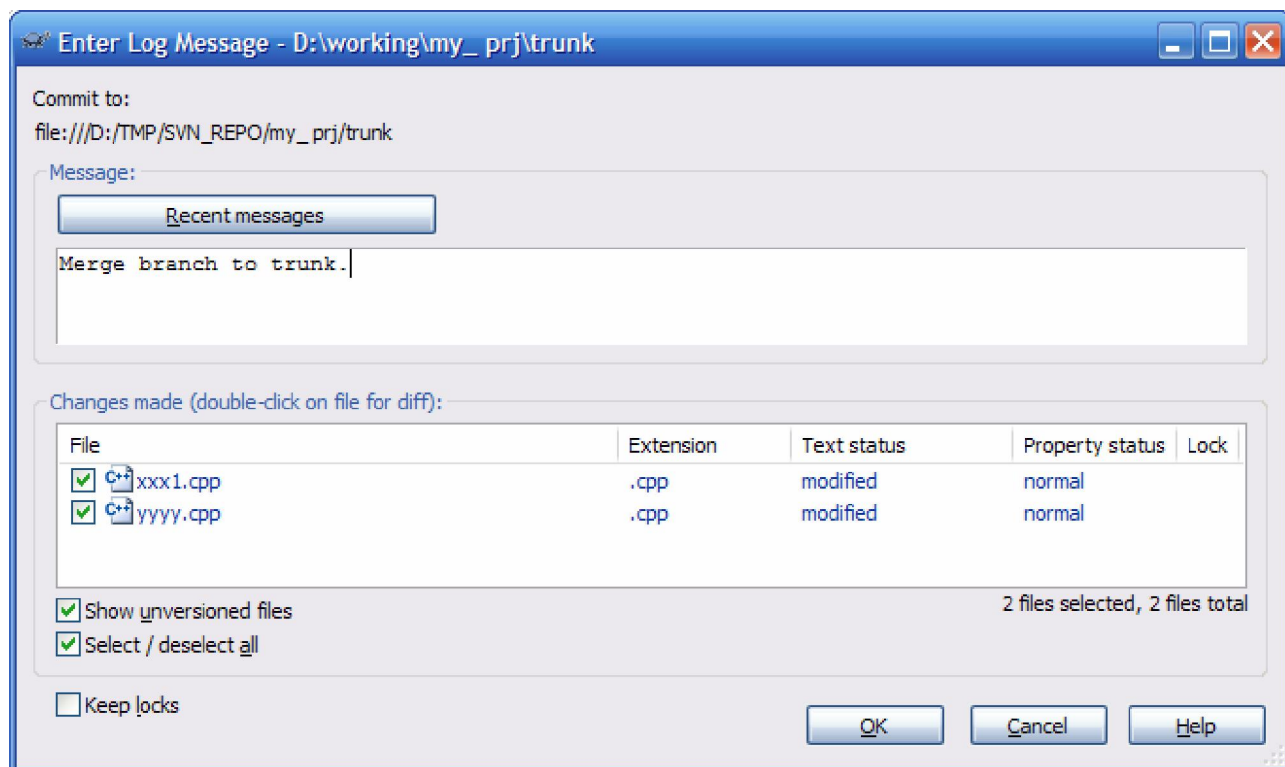 Enter Log Message - D:\working\my_ prj\trunk
Commit to:
file:///D:/TMP/SVN_REPO/my_ prj/trunk
Message:
Recent messages
Merge branch to trunk.
Changes made (double-click on file for diff):
File Extension Text status Property status Lock
C++ xxx1.cpp .cpp modified normal
C++ yyyy.cpp .cpp modified normal
Show unversioned files 2 files selected, 2 files total
Select / deselect all
Keep locks
OK Cancel Help